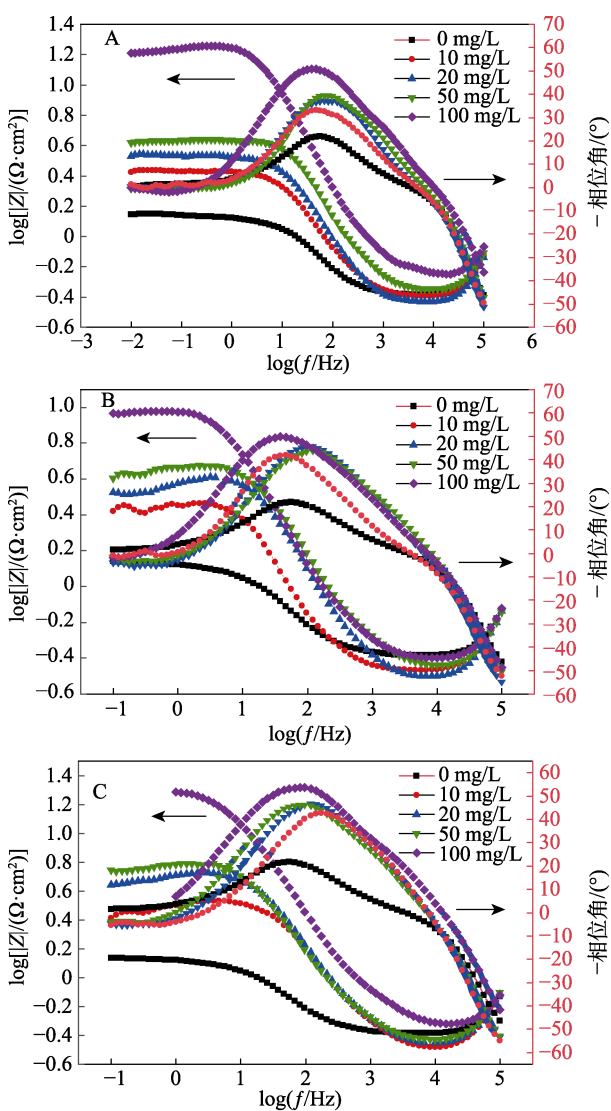 A
0 mg/L
10 mg/L
20 mg/L
50 mg/L
100 mg/L
1.4
1.2
1.0
0.8
0.6
0.4
0.2
0
−0.2
−0.4
−0.6
log[|Z|/(Ω·cm²)]
70
60
50
40
30
20
10
0
−10
−20
−30
−40
−50
−60
−相位角/(°)
−3 −2 −1 0 1 2 3 4 5 6
log(f/Hz)
B
0 mg/L
10 mg/L
20 mg/L
50 mg/L
100 mg/L
1.0
0.8
0.6
0.4
0.2
0
−0.2
−0.4
−0.6
log[|Z|/(Ω·cm²)]
70
60
50
40
30
20
10
0
−10
−20
−30
−40
−50
−60
−相位角/(°)
−1 0 1 2 3 4 5
log(f/Hz)
C
0 mg/L
10 mg/L
20 mg/L
50 mg/L
100 mg/L
1.4
1.2
1.0
0.8
0.6
0.4
0.2
0
−0.2
−0.4
−0.6
log[|Z|/(Ω·cm²)]
60
50
40
30
20
10
0
−10
−20
−30
−40
−50
−60
−相位角/(°)
−1 0 1 2 3 4 5
log(f/Hz)